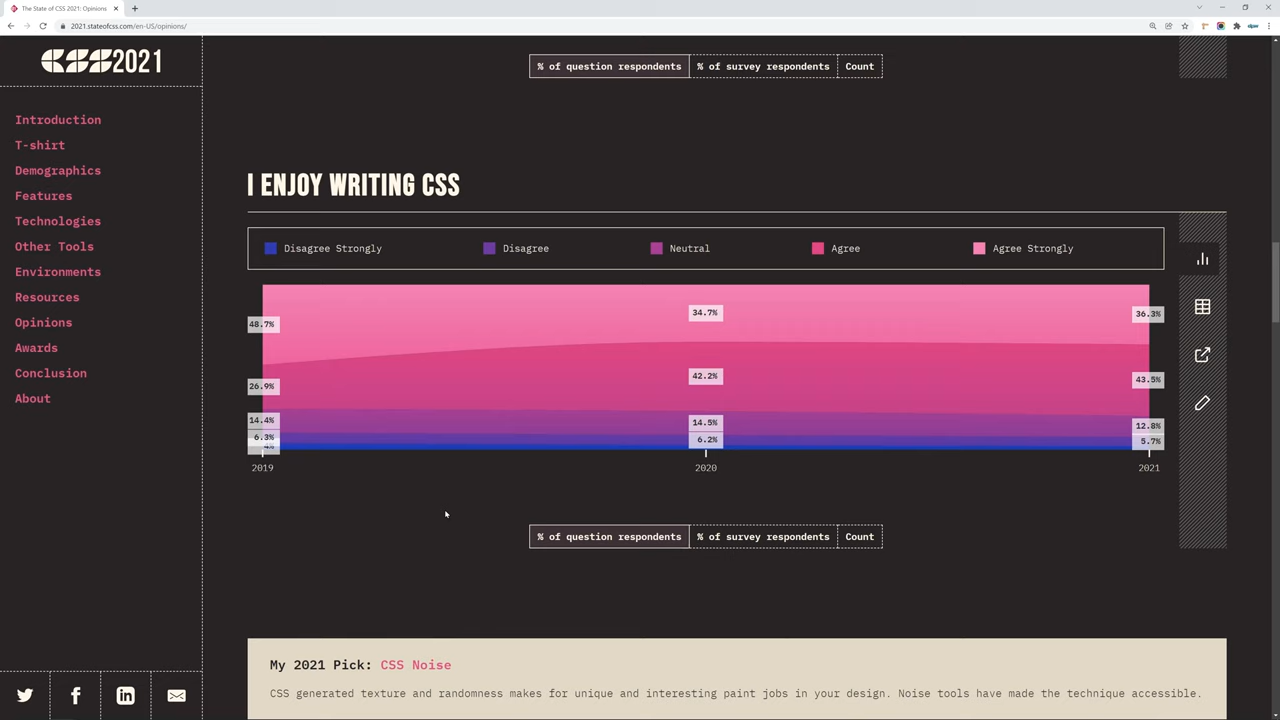 The State of CSS 2021: Opinions
2021.stateofcss.com/en-US/opinions/
CSS2021
Introduction
T-shirt
Demographics
Features
Technologies
Other Tools
Environments
Resources
Opinions
Awards
Conclusion
About
% of question respondents % of survey respondents Count
I ENJOY WRITING CSS
Disagree Strongly Disagree Neutral Agree Agree Strongly
48.7% 34.7% 36.3%
26.9% 42.2% 43.5%
14.4% 14.5% 12.8%
6.3% 6.2% 5.7%
4%
2019 2020 2021
% of question respondents % of survey respondents Count
My 2021 Pick: CSS Noise
CSS generated texture and randomness makes for unique and interesting paint jobs in your design. Noise tools have made the technique accessible.